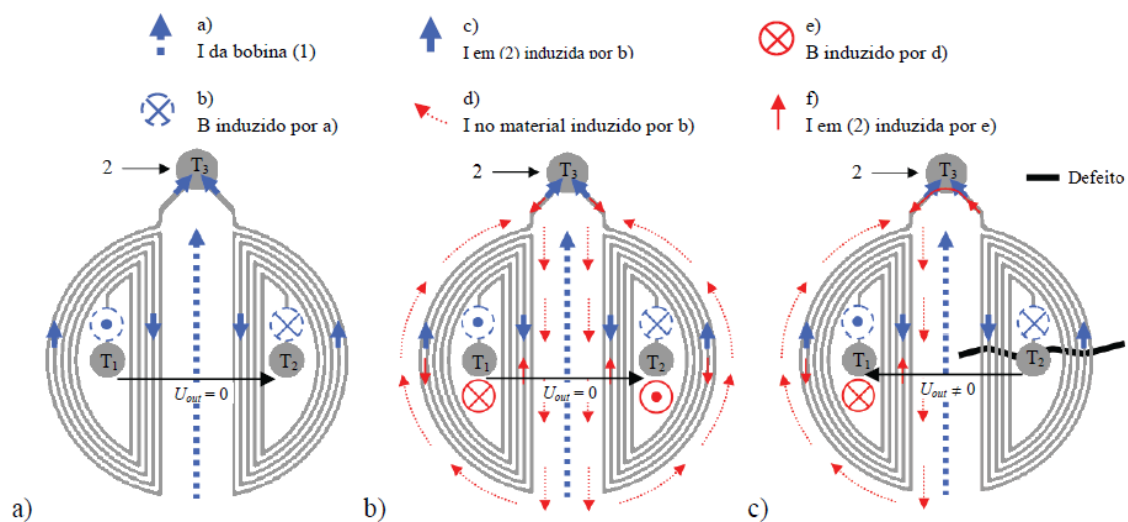 a)
I da bobina (1)
c)
I em (2) induzida por b)
e)
B induzido por d)
b)
B induzido por a)
d)
I no material induzido por b)
f)
I em (2) induzida por e)
2
T3
T1
T2
Uout = 0
a)
2
T3
T1
T2
Uout = 0
b)
2
T3
Defeito
T1
T2
Uout ≠ 0
c)